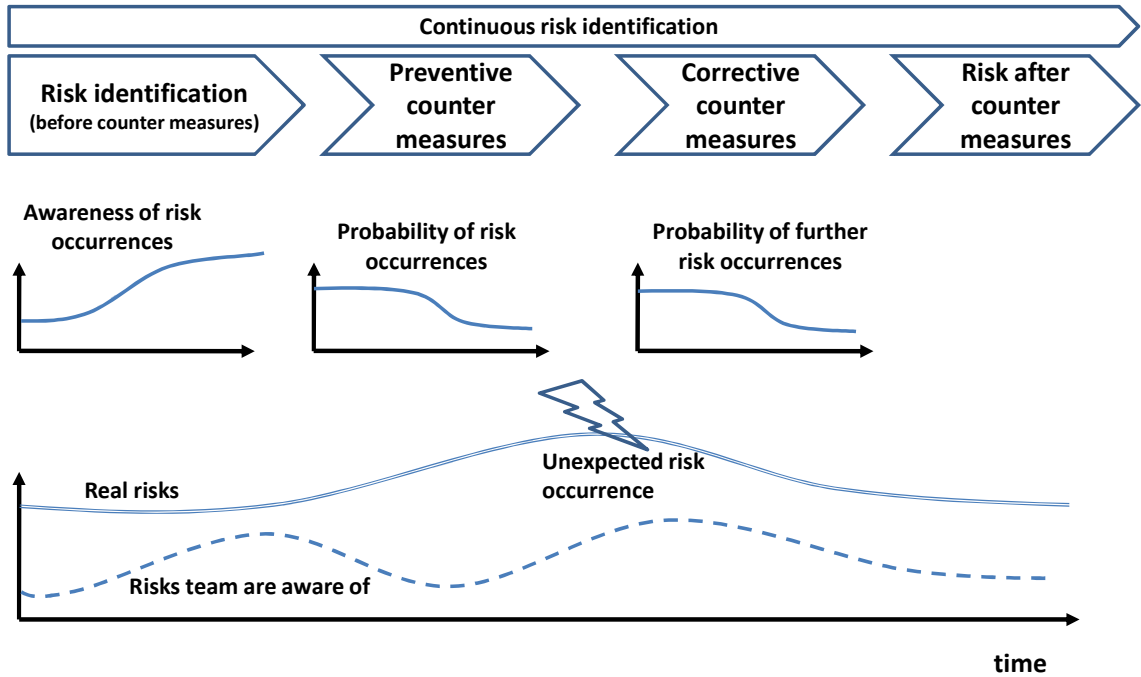 Continuous risk identification
Risk identification
(before counter measures)
Preventive
counter
measures
Corrective
counter
measures
Risk after
counter
measures
Awareness of risk
occurrences
Probability of risk
occurrences
Probability of further
risk occurrences
Unexpected risk
occurrence
Real risks
Risks team are aware of
time